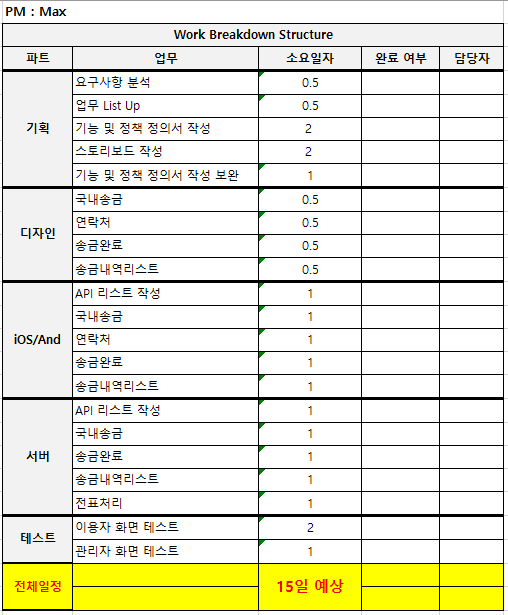 PM : Max
Work Breakdown Structure
파트 업무 소요일자 완료 여부 담당자
기획
요구사항 분석 0.5
업무 List Up 0.5
기능 및 정책 정의서 작성 2
스토리보드 작성 2
기능 및 정책 정의서 작성 보완 1
디자인
국내송금 0.5
연락처 0.5
송금완료 0.5
송금내역리스트 0.5
iOS/And
API 리스트 작성 1
국내송금 1
연락처 1
송금완료 1
송금내역리스트 1
서버
API 리스트 작성 1
국내송금 1
송금완료 1
송금내역리스트 1
전표처리 1
테스트
이용자 화면 테스트 2
관리자 화면 테스트 1
전체일정 15일 예상